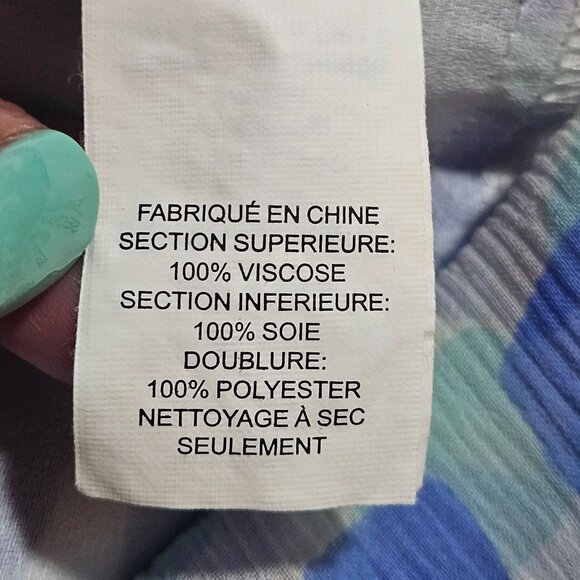 FABRIQUÉ EN CHINE
SECTION SUPERIEURE:
100% VISCOSE
SECTION INFERIEURE:
100% SOIE
DOUBLURE:
100% POLYESTER
NETTOYAGE À SEC
SEULEMENT